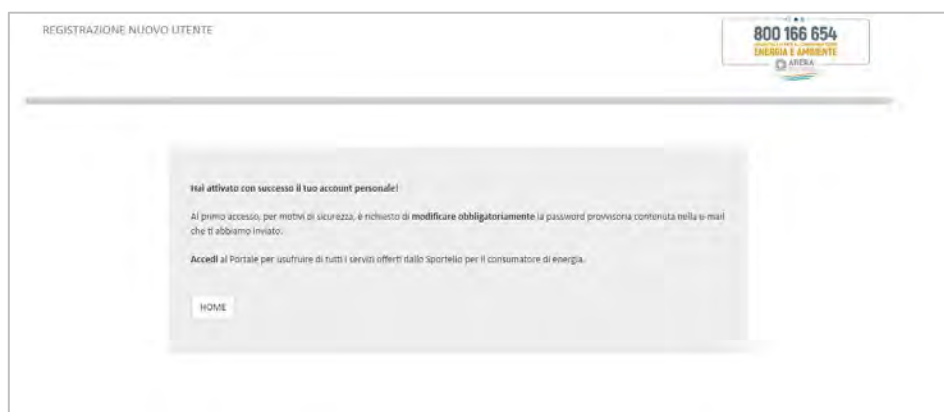 REGISTRAZIONE NUOVO UTENTE
800 166 654
ENERGIA E AMBIENTE
ARERA
Hai attivato con successo il tuo account personale!
Al primo accesso, per motivi di sicurezza, è richiesto di modificare obbligatoriamente la password provvisoria contenuta nella e-mail
che ti abbiamo inviato.
Accedi al Portale per usufruire di tutti i servizi offerti dallo Sportello per il consumatore di energia.
HOME